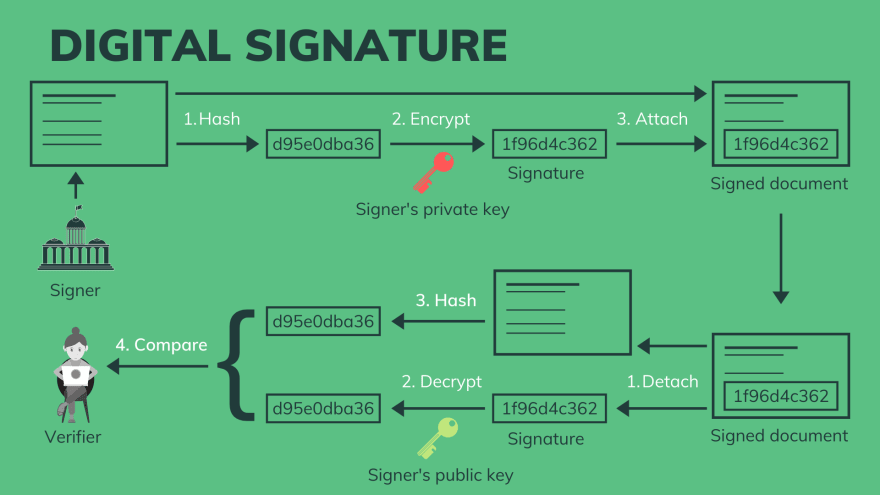 DIGITAL SIGNATURE
1.Hash
2. Encrypt
3. Attach
d95e0dba36
1f96d4c362
1f96d4c362
Signature
Signed document
Signer's private key
Signer
3. Hash
d95e0dba36
4. Compare
2. Decrypt
1.Detach
d95e0dba36
1f96d4c362
1f96d4c362
Verifier
Signature
Signed document
Signer's public key